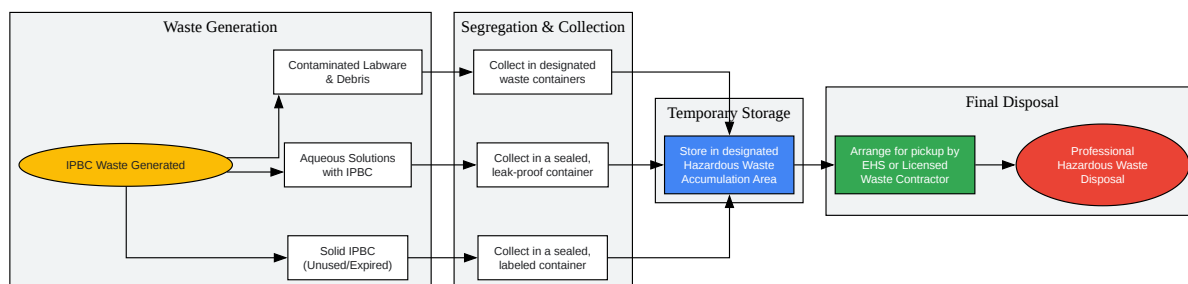 Waste Generation
Segregation & Collection
Contaminated Labware
& Debris
Collect in designated
waste containers
Temporary Storage
Final Disposal
IPBC Waste Generated
Aqueous Solutions
with IPBC
Collect in a sealed,
leak-proof container
Store in designated
Hazardous Waste
Accumulation Area
Arrange for pickup by
EHS or Licensed
Waste Contractor
Professional
Hazardous Waste
Disposal
Solid IPBC
(Unused/Expired)
Collect in a sealed,
labeled container